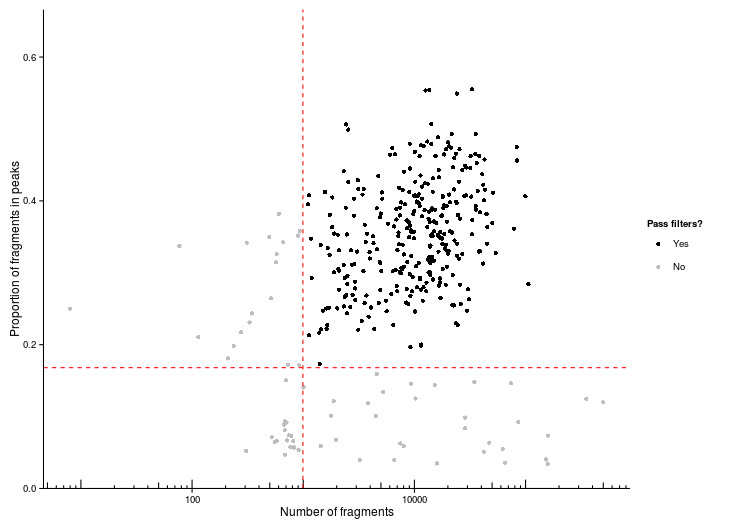 Proportion of fragments in peaks
0.6
0.4
0.2
0.0
100
10000
Number of fragments
Pass filters?
Yes
No